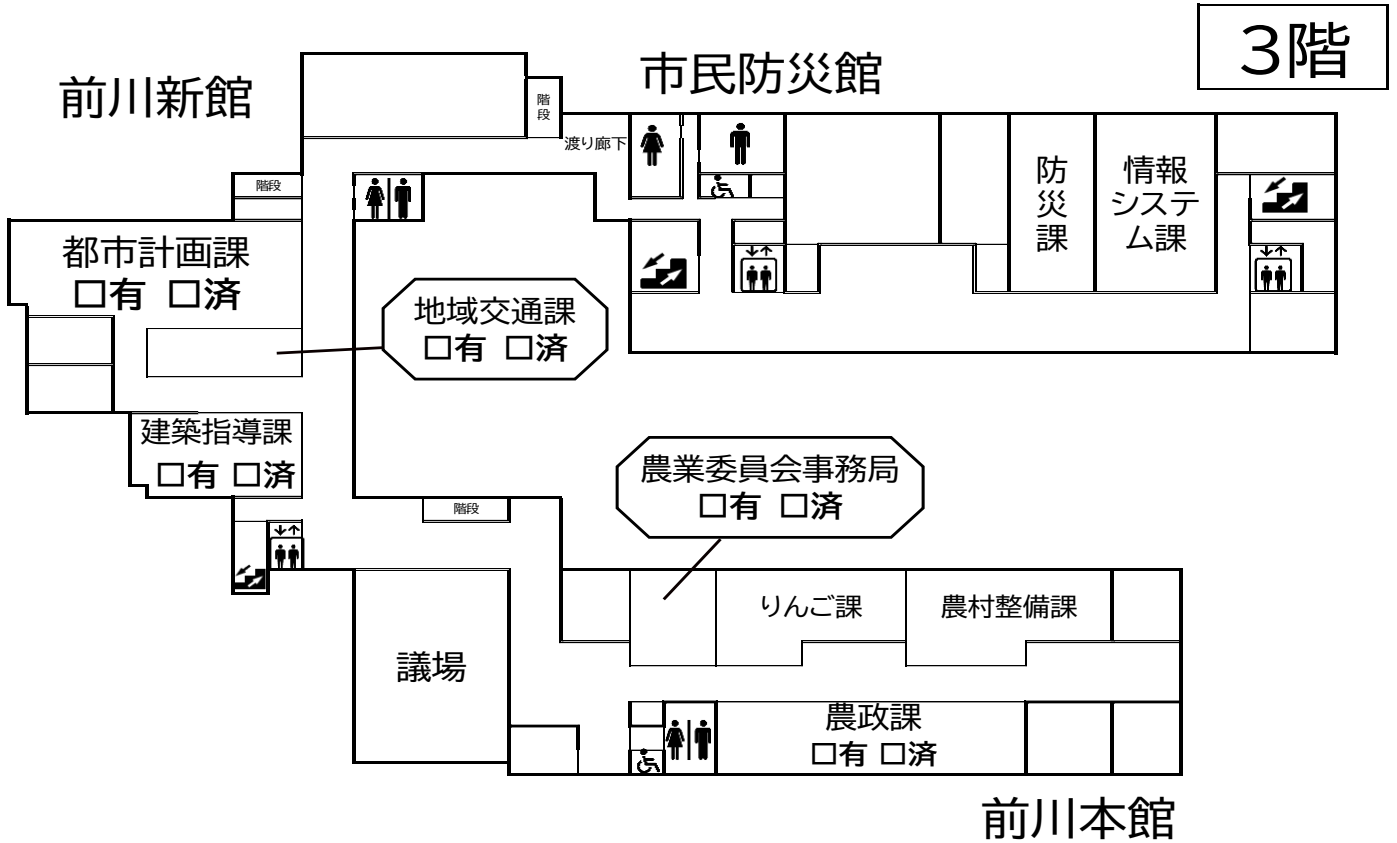 3階
前川新館
市民防災館
階段
渡り廊下
階段
防災課
情報
システ
ム課
都市計画課
□有 □済
地域交通課
□有 □済
建築指導課
□有 □済
農業委員会事務局
□有 □済
階段
りんご課
農村整備課
議場
農政課
□有 □済
前川本館